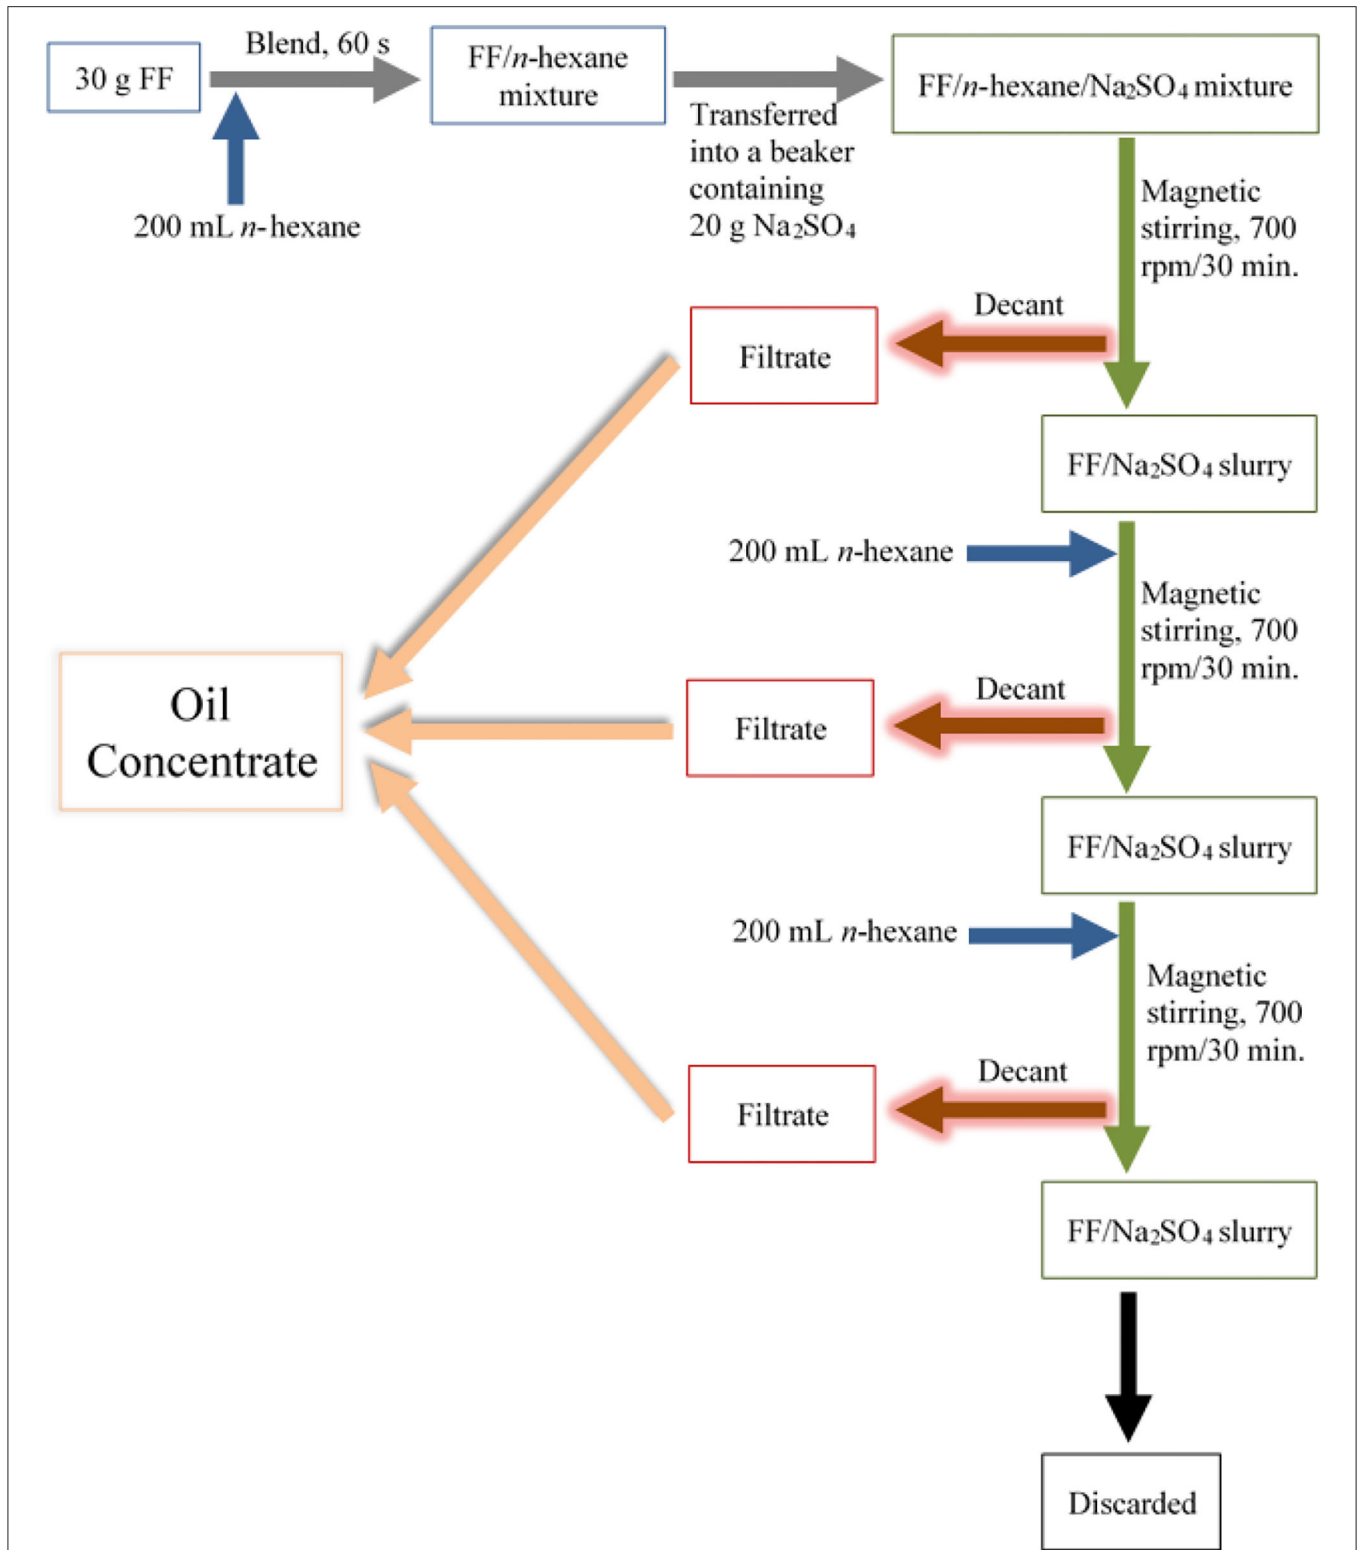 Blend, 60 s
30 g FF
FF/n-hexane
mixture
FF/n-hexane/Na₂SO₄ mixture
200 mL n-hexane
Transferred
into a beaker
containing
20 g Na₂SO₄
Magnetic
stirring, 700
rpm/30 min.
Decant
Filtrate
FF/Na₂SO₄ slurry
200 mL n-hexane
Magnetic
stirring, 700
rpm/30 min.
Decant
Filtrate
Oil
Concentrate
FF/Na₂SO₄ slurry
200 mL n-hexane
Magnetic
stirring, 700
rpm/30 min.
Decant
Filtrate
FF/Na₂SO₄ slurry
Discarded